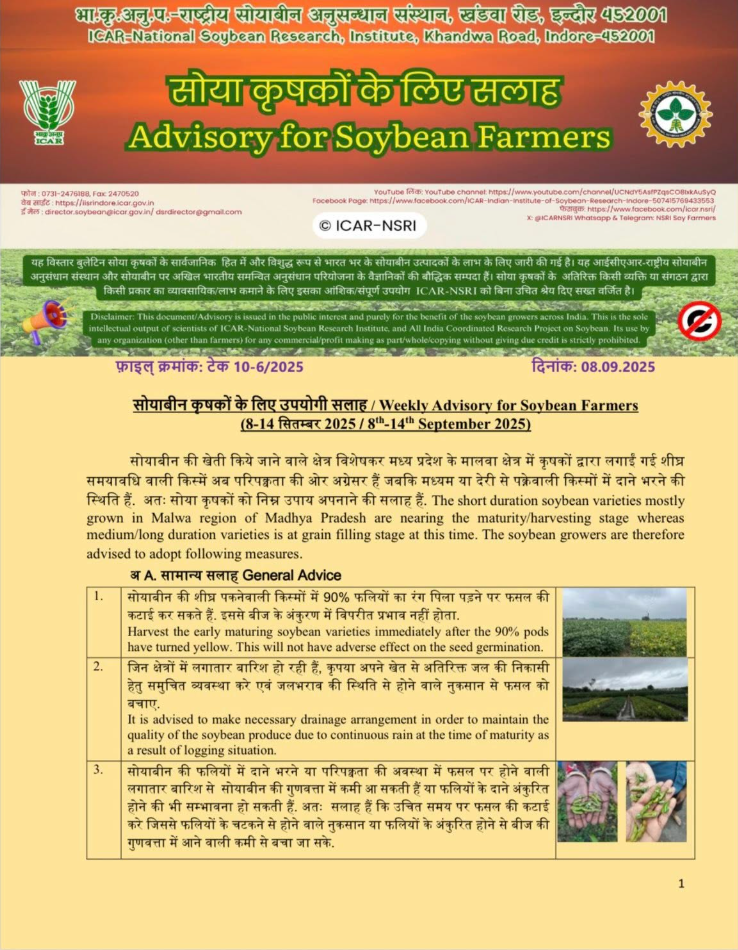 भा.कृ.अनु.प.-राष्ट्रीय सोयाबीन अनुसन्धान संस्थान, खंडवा रोड, इन्दौर 452001
ICAR-National Soybean Research, Institute, Khandwa Road, Indore-452001
सोया कृषकों के लिए सलाह
Advisory for Soybean Farmers
भाकृअनुप
ICAR
फोन : 0731-2476188, Fax: 2470520
वेब साईट : https://iisrindore.icar.gov.in
ई मेल : director.soybean@icar.gov.in/ dsrdirector@gmail.com
YouTube लिंक: YouTube channel: https://www.youtube.com/channel/
Facebook Page: https://www.facebook.com/ICAR-Indian-Institute-of-Soybean-Research-Indore-507415769433553
फेसबुक: https://www.facebook.com/icar.nsri/
X: @ICARNSRI Whatsapp & Telegram: NSRI Soy Farmers
© ICAR-NSRI
यह विस्तार बुलेटिन सोया कृषकों के सार्वजानिक हित में और विशुद्ध रूप से भारत भर के सोयाबीन उत्पादकों के लाभ के लिए जारी की गई है। यह आईसीएआर-राष्ट्रीय सोयाबीन
अनुसंधान संस्थान और सोयाबीन पर अखिल भारतीय समन्वित अनुसंधान परियोजना के वैज्ञानिकों की बौद्धिक सम्पदा हैं। सोया कृषकों के अतिरिक्त किसी व्यक्ति या संगठन द्वारा
किसी प्रकार का व्यावसायिक/लाभ कमाने के लिए इसका आंशिक/संपूर्ण उपयोग ICAR-NSRI को बिना उचित श्रेय दिए सख्त वर्जित है।
Disclaimer: This document/Advisory is issued in the public interest and purely for the benefit of the soybean growers across India. This is the sole
intellectual output of scientists of ICAR-National Soybean Research Institute, and All India Coordinated Research Project on Soybean. Its use by
any organization (other than farmers) for any commercial/profit making as part/whole/copying without giving due credit is strictly prohibited.
फ़ाइल् क्रमांक: टेक 10-6/2025
दिनांक: 08.09.2025
सोयाबीन कृषकों के लिए उपयोगी सलाह / Weekly Advisory for Soybean Farmers
(8-14 सितम्बर 2025 / 8th-14th September 2025)
सोयाबीन की खेती किये जाने वाले क्षेत्र विशेषकर मध्य प्रदेश के मालवा क्षेत्र में कृषकों द्वारा लगाईं गई शीघ्र
समयावधि वाली किस्में अब परिपक्वता की ओर अग्रेसर हैं जबकि मध्यम या देरी से पक्नेवाली किस्मों में दाने भरने की
स्थिति हैं. अतः सोया कृषकों को निम्न उपाय अपनाने की सलाह हैं. The short duration soybean varieties mostly
grown in Malwa region of Madhya Pradesh are nearing the maturity/harvesting stage whereas
medium/long duration varieties is at grain filling stage at this time. The soybean growers are therefore
advised to adopt following measures.
अ A. सामान्य सलाह General Advice
1.
सोयाबीन की शीघ्र पकनेवाली किस्मों में 90% फलियों का रंग पिला पड़ने पर फसल की
कटाई कर सकते हैं. इससे बीज के अंकुरण में विपरीत प्रभाव नहीं होता.
Harvest the early maturing soybean varieties immediately after the 90% pods
have turned yellow. This will not have adverse effect on the seed germination.
2.
जिन क्षेत्रों में लगातार बारिश हो रही हैं, कृपया अपने खेत से अतिरिक्त जल की निकासी
हेतु समुचित व्यवस्था करे एवं जलभराव की स्थिति से होने वाले नुकसान से फसल को
बचाए.
It is advised to make necessary drainage arrangement in order to maintain the
quality of the soybean produce due to continuous rain at the time of maturity as
a result of logging situation.
3.
सोयाबीन की फलियों में दाने भरने या परिपक्वता की अवस्था में फसल पर होने वाली
लगातार बारिश से सोयाबीन की गुणवत्ता में कमी आ सकती हैं या फलियों के दाने अंकुरित
होने की भी सम्भावना हो सकती हैं. अतः सलाह हैं कि उचित समय पर फसल की कटाई
करे जिससे फलियों के चटकने से होने वाले नुकसान या फलियों के अंकुरित होने से बीज की
गुणवत्ता में आने वाली कमी से बचा जा सके.
1